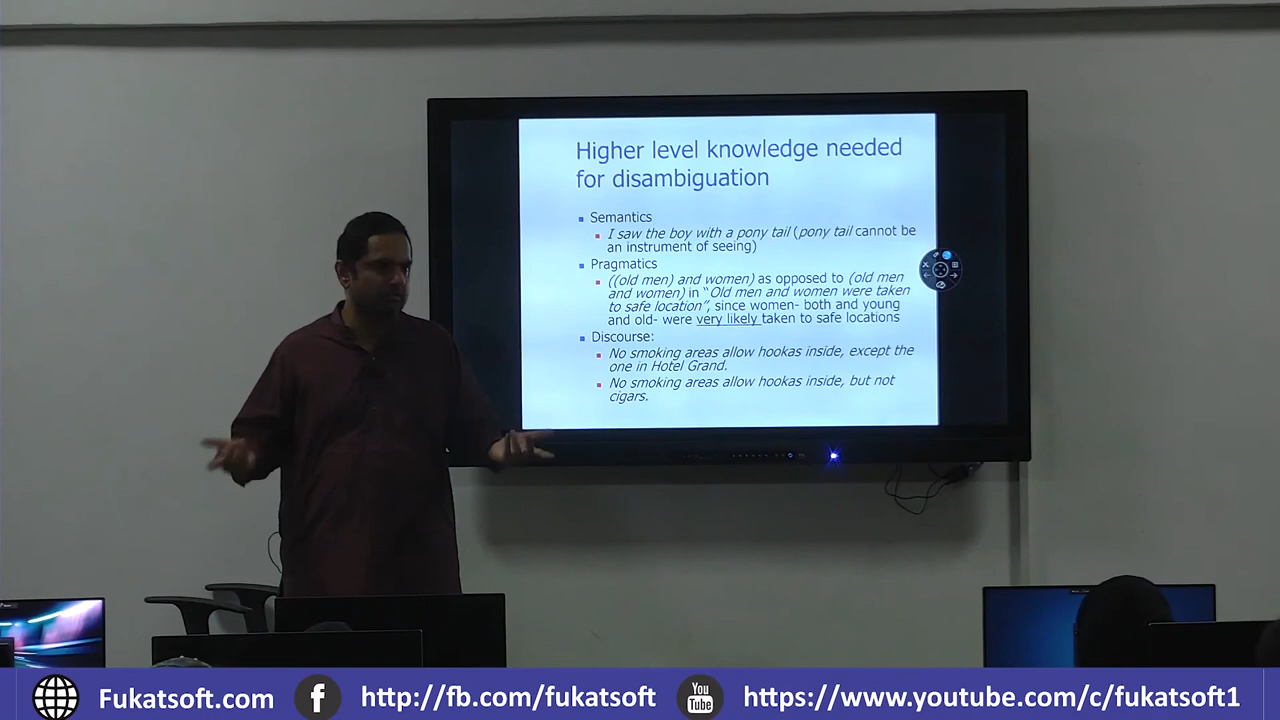 Higher level knowledge needed
for disambiguation
Semantics
I saw the boy with a pony tail (pony tail cannot be
an instrument of seeing)
Pragmatics
((old men) and women) as opposed to (old men
and women) in "Old men and women were taken
to safe location", since women- both and young
and old- were very likely taken to safe locations
Discourse:
No smoking areas allow hookas inside, except the
one in Hotel Grand.
No smoking areas allow hookas inside, but not
cigars.
Fukatsoft.com
f
http://fb.com/fukatsoft
You
Tube
https://www.youtube.com/c/fukatsoft1